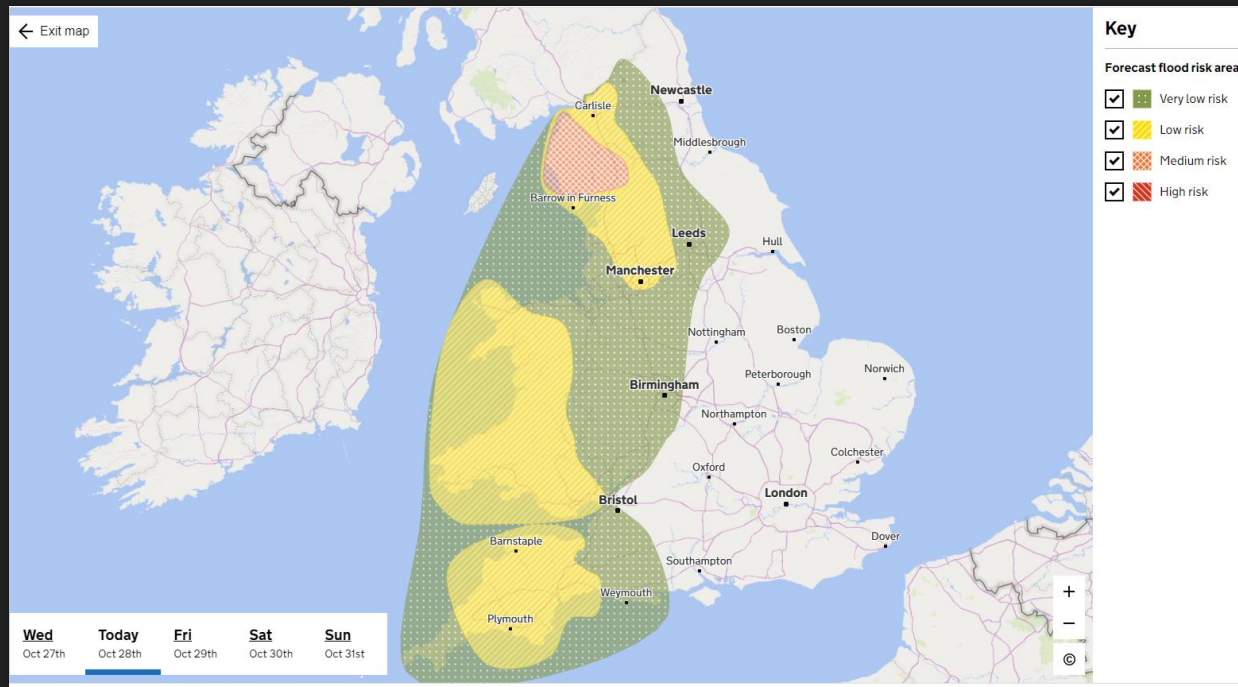 Exit map
Newcastle
Carlisle
Middlesbrough
Barrow in Furness
Leeds
Hull
Manchester
Nottingham
Boston
Peterborough
Norwich
Birmingham
Northampton
Colchester
Oxford
London
Bristol
Dover
Barnstaple
Southampton
Weymouth
Plymouth
Wed
Oct 27th
Today
Oct 28th
Fri
Oct 29th
Sat
Oct 30th
Sun
Oct 31st
+
−
©
Key
Forecast flood risk area
Very low risk
Low risk
Medium risk
High risk